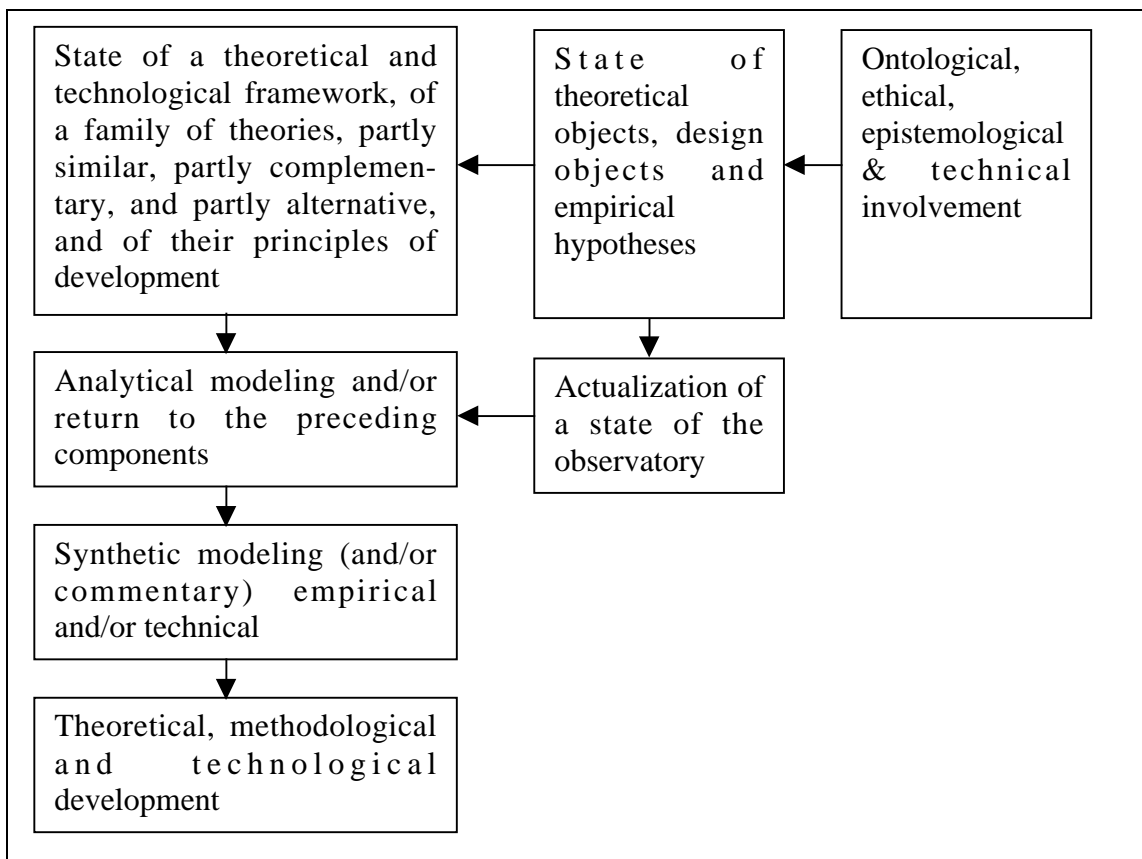 State of a theoretical and
technological framework, of
a family of theories, partly
similar, partly complemen-
tary, and partly alternative,
and of their principles of
development
State of
theoretical
objects, design
objects and
empirical
hypotheses
Ontological,
ethical,
epistemological
& technical
involvement
Analytical modeling and/or
return to the preceding
components
Actualization of
a state of the
observatory
Synthetic modeling (and/or
commentary) empirical
and/or technical
Theoretical, methodological
and technological
development